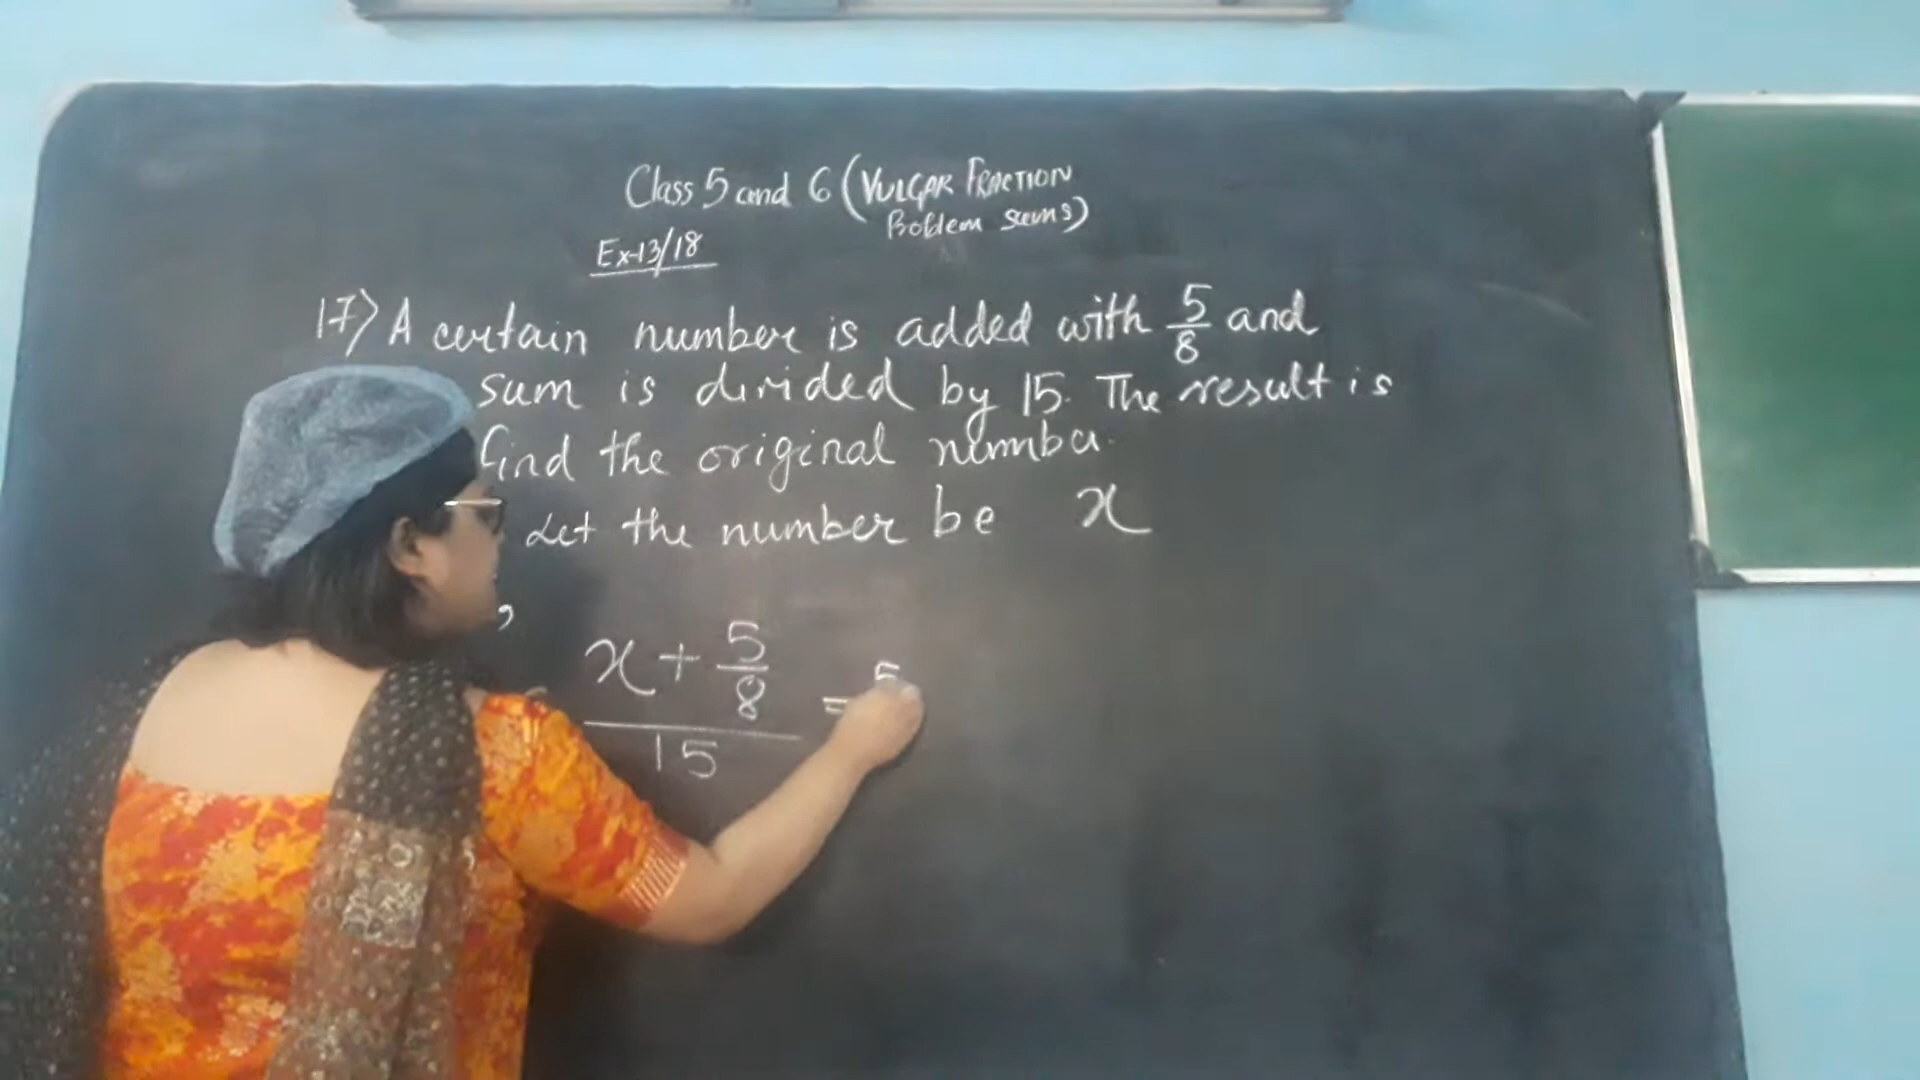 Class 5 and 6 (VULGAR FRACTION
Problem sums)
Ex-13/18
17) A certain number is added with 5/8 and
sum is divided by 15. The result is
find the original number.
Let the number be x
,
x + 5/8
= 5
15